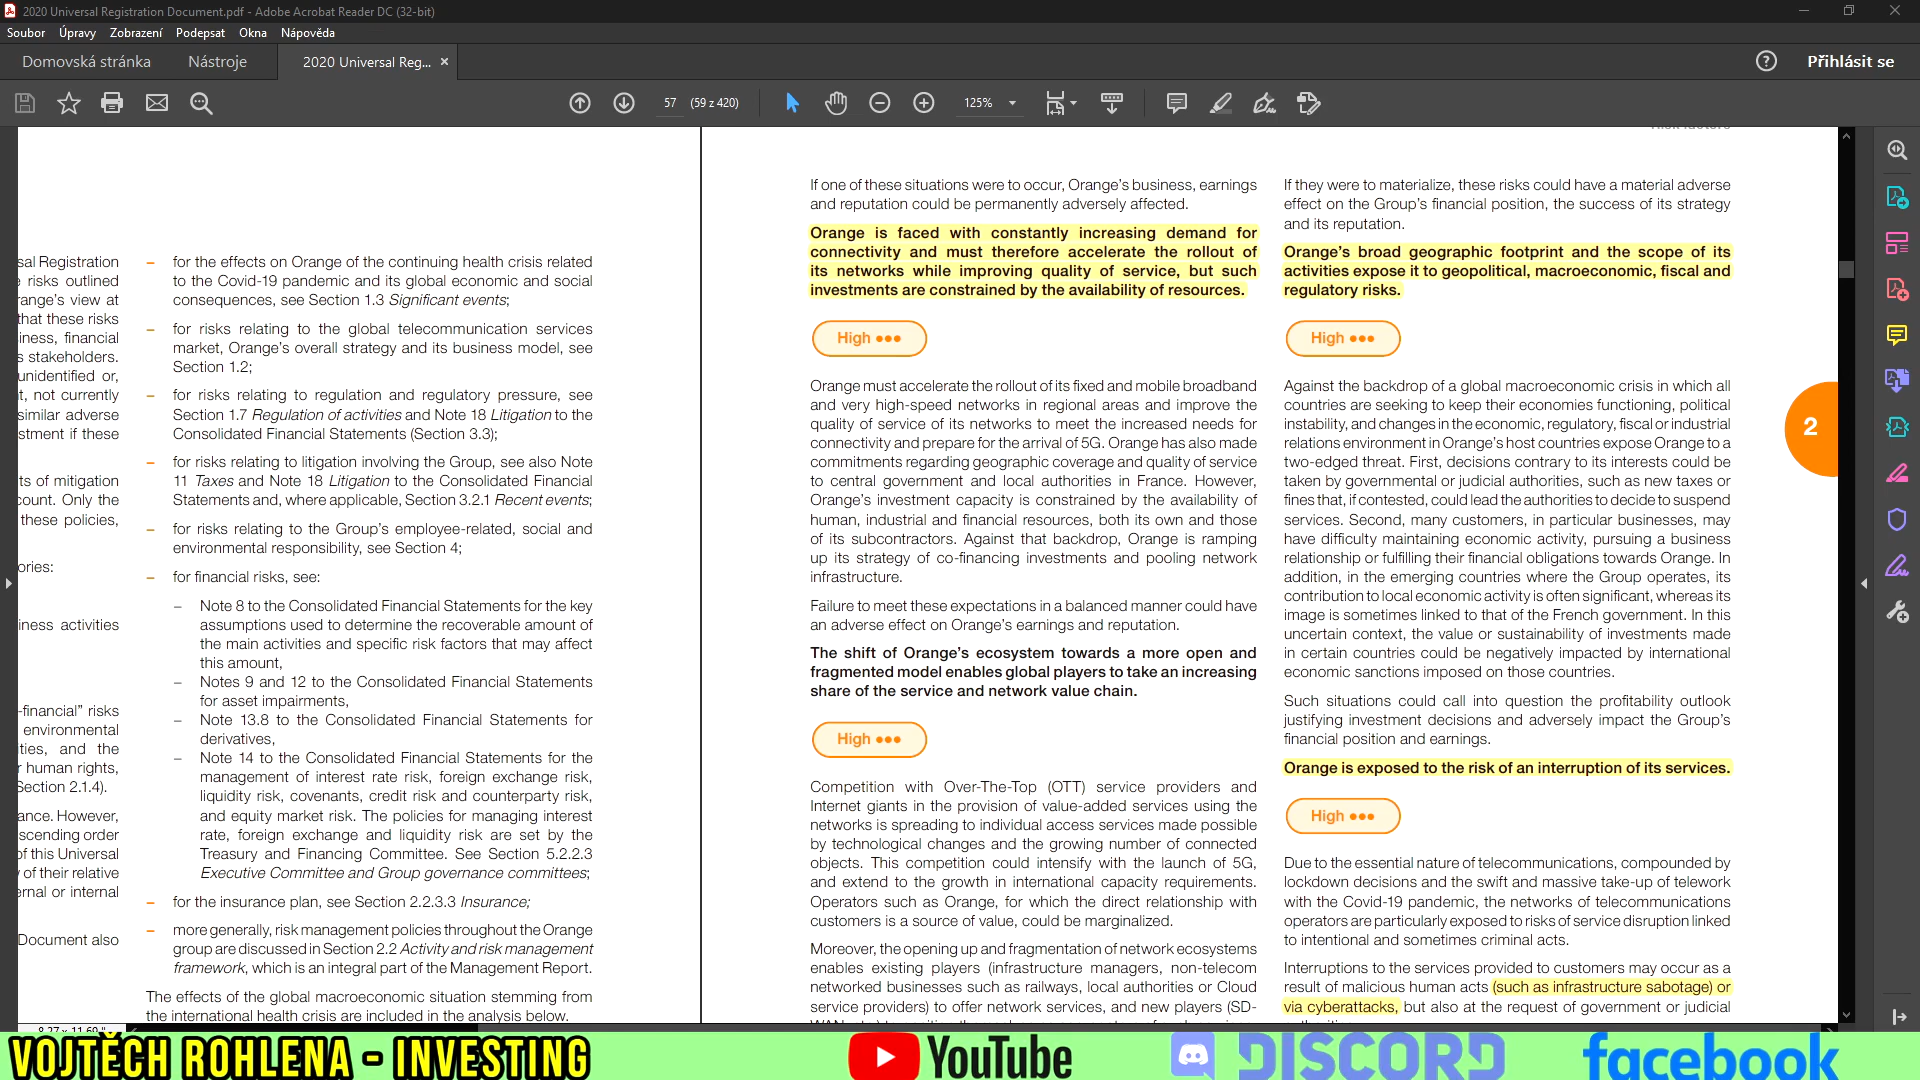 2020 Universal Registration Document.pdf - Adobe Acrobat Reader DC (32-bit)
Soubor Úpravy Zobrazení Podepsat Okna Nápověda
Domovská stránka Nástroje 2020 Universal Reg... × Přihlásit se
57 (59 z 420) 125%
sal Registration
risks outlined
range's view at
that these risks
iness, financial
s stakeholders.
unidentified or,
t, not currently
similar adverse
stment if these
ts of mitigation
count. Only the
these policies,
ories:
iness activities
-financial" risks
environmental
ities, and the
r human rights,
Section 2.1.4).
ance. However,
scending order
of this Universal
of their relative
ernal or internal
Document also
– for the effects on Orange of the continuing health crisis related
to the Covid-19 pandemic and its global economic and social
consequences, see Section 1.3 Significant events;
– for risks relating to the global telecommunication services
market, Orange's overall strategy and its business model, see
Section 1.2;
– for risks relating to regulation and regulatory pressure, see
Section 1.7 Regulation of activities and Note 18 Litigation to the
Consolidated Financial Statements (Section 3.3);
– for risks relating to litigation involving the Group, see also Note
11 Taxes and Note 18 Litigation to the Consolidated Financial
Statements and, where applicable, Section 3.2.1 Recent events;
– for risks relating to the Group's employee-related, social and
environmental responsibility, see Section 4;
– for financial risks, see:
– Note 8 to the Consolidated Financial Statements for the key
assumptions used to determine the recoverable amount of
the main activities and specific risk factors that may affect
this amount,
– Notes 9 and 12 to the Consolidated Financial Statements
for asset impairments,
– Note 13.8 to the Consolidated Financial Statements for
derivatives,
– Note 14 to the Consolidated Financial Statements for the
management of interest rate risk, foreign exchange risk,
liquidity risk, covenants, credit risk and counterparty risk,
and equity market risk. The policies for managing interest
rate, foreign exchange and liquidity risk are set by the
Treasury and Financing Committee. See Section 5.2.2.3
Executive Committee and Group governance committees;
– for the insurance plan, see Section 2.2.3.3 Insurance;
– more generally, risk management policies throughout the Orange
group are discussed in Section 2.2 Activity and risk management
framework, which is an integral part of the Management Report.
The effects of the global macroeconomic situation stemming from
the international health crisis are included in the analysis below.
8,27 x 11,69 "
If one of these situations were to occur, Orange's business, earnings
and reputation could be permanently adversely affected.
Orange is faced with constantly increasing demand for
connectivity and must therefore accelerate the rollout of
its networks while improving quality of service, but such
investments are constrained by the availability of resources.
High •••
Orange must accelerate the rollout of its fixed and mobile broadband
and very high-speed networks in regional areas and improve the
quality of service of its networks to meet the increased needs for
connectivity and prepare for the arrival of 5G. Orange has also made
commitments regarding geographic coverage and quality of service
to central government and local authorities in France. However,
Orange's investment capacity is constrained by the availability of
human, industrial and financial resources, both its own and those
of its subcontractors. Against that backdrop, Orange is ramping
up its strategy of co-financing investments and pooling network
infrastructure.
Failure to meet these expectations in a balanced manner could have
an adverse effect on Orange's earnings and reputation.
The shift of Orange's ecosystem towards a more open and
fragmented model enables global players to take an increasing
share of the service and network value chain.
High •••
Competition with Over-The-Top (OTT) service providers and
Internet giants in the provision of value-added services using the
networks is spreading to individual access services made possible
by technological changes and the growing number of connected
objects. This competition could intensify with the launch of 5G,
and extend to the growth in international capacity requirements.
Operators such as Orange, for which the direct relationship with
customers is a source of value, could be marginalized.
Moreover, the opening up and fragmentation of network ecosystems
enables existing players (infrastructure managers, non-telecom
networked businesses such as railways, local authorities or Cloud
service providers) to offer network services, and new players (SD-
If they were to materialize, these risks could have a material adverse
effect on the Group's financial position, the success of its strategy
and its reputation.
Orange's broad geographic footprint and the scope of its
activities expose it to geopolitical, macroeconomic, fiscal and
regulatory risks.
High •••
Against the backdrop of a global macroeconomic crisis in which all
countries are seeking to keep their economies functioning, political
instability, and changes in the economic, regulatory, fiscal or industrial
relations environment in Orange's host countries expose Orange to a
two-edged threat. First, decisions contrary to its interests could be
taken by governmental or judicial authorities, such as new taxes or
fines that, if contested, could lead the authorities to decide to suspend
services. Second, many customers, in particular businesses, may
have difficulty maintaining economic activity, pursuing a business
relationship or fulfilling their financial obligations towards Orange. In
addition, in the emerging countries where the Group operates, its
contribution to local economic activity is often significant, whereas its
image is sometimes linked to that of the French government. In this
uncertain context, the value or sustainability of investments made
in certain countries could be negatively impacted by international
economic sanctions imposed on those countries.
Such situations could call into question the profitability outlook
justifying investment decisions and adversely impact the Group's
financial position and earnings.
Orange is exposed to the risk of an interruption of its services.
High •••
Due to the essential nature of telecommunications, compounded by
lockdown decisions and the swift and massive take-up of telework
with the Covid-19 pandemic, the networks of telecommunications
operators are particularly exposed to risks of service disruption linked
to intentional and sometimes criminal acts.
Interruptions to the services provided to customers may occur as a
result of malicious human acts (such as infrastructure sabotage) or
via cyberattacks, but also at the request of government or judicial
2
VOJTĚCH ROHLENA - INVESTING YouTube DISCORD facebook